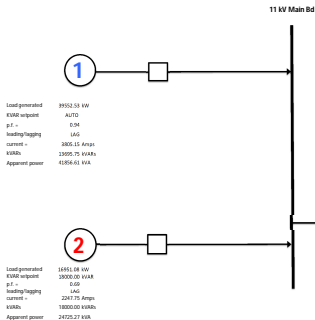 11 kV Main Bd
1
Load generated 39552.53 kW
KVAR setpoint AUTO
p.f. = 0.94
leading/lagging LAG
current = 3805.15 Amps
kVARs 13695.75 kVARs
Apparent power 41856.61 kVA
2
Load generated 16951.08 kW
KVAR setpoint 18000.00 kVAR
p.f. = 0.69
leading/lagging LAG
current = 2247.75 Amps
kVARs 18000.00 kVARs
Apparent power 24725.27 kVA